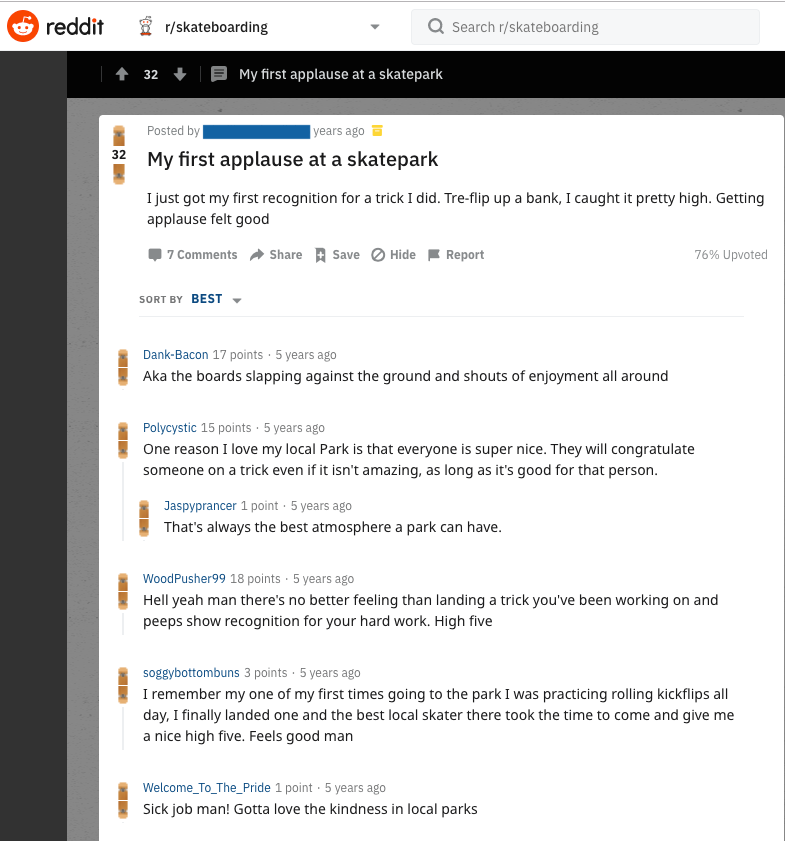 reddit r/skateboarding Search r/skateboarding
32 My first applause at a skatepark
Posted by years ago
32
My first applause at a skatepark
I just got my first recognition for a trick I did. Tre-flip up a bank, I caught it pretty high. Getting
applause felt good
7 Comments Share Save Hide Report 76% Upvoted
SORT BY BEST
Dank-Bacon 17 points · 5 years ago
Aka the boards slapping against the ground and shouts of enjoyment all around
Polycystic 15 points · 5 years ago
One reason I love my local Park is that everyone is super nice. They will congratulate
someone on a trick even if it isn't amazing, as long as it's good for that person.
Jaspyprancer 1 point · 5 years ago
That's always the best atmosphere a park can have.
WoodPusher99 18 points · 5 years ago
Hell yeah man there's no better feeling than landing a trick you've been working on and
peeps show recognition for your hard work. High five
soggybottombuns 3 points · 5 years ago
I remember my one of my first times going to the park I was practicing rolling kickflips all
day, I finally landed one and the best local skater there took the time to come and give me
a nice high five. Feels good man
Welcome_To_The_Pride 1 point · 5 years ago
Sick job man! Gotta love the kindness in local parks